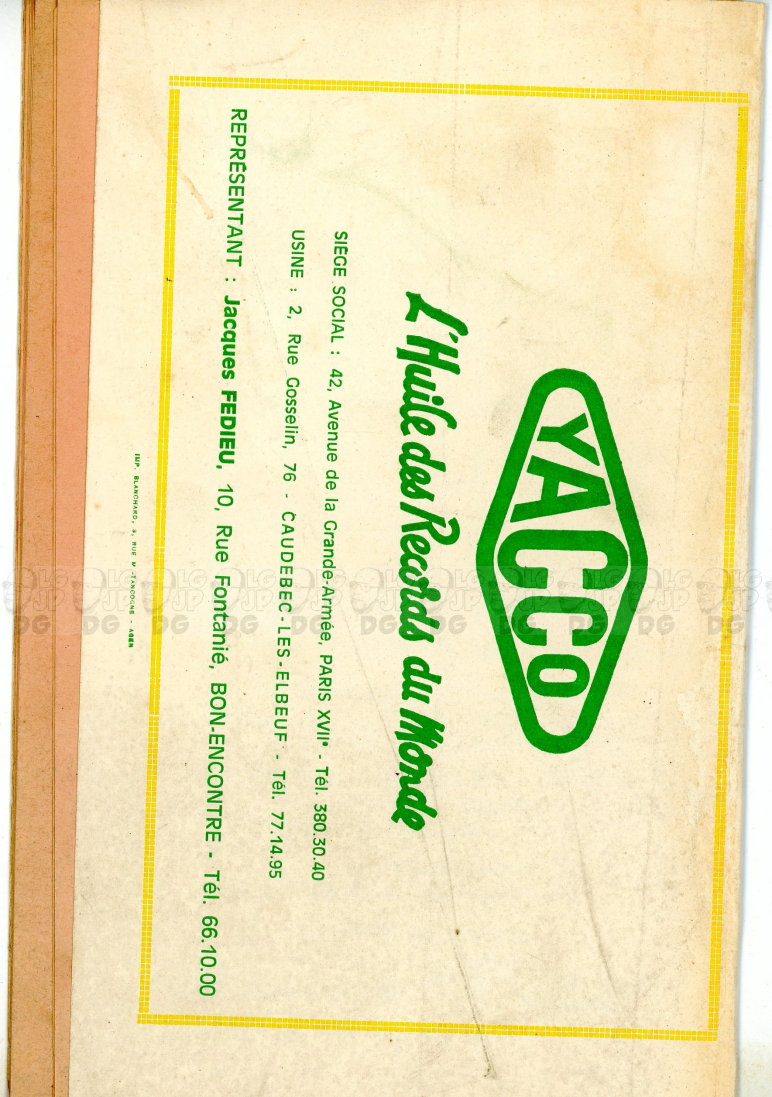 YACCO
L'Huile des Records du Monde
SIEGE SOCIAL : 42, Avenue de la Grande-Armée, PARIS XVIIe - Tél. 380.30.40
USINE : 2, Rue Gosselin, 76 - CAUDEBEC-LES-ELBEUF - Tél. 77.14.95
REPRÉSENTANT : Jacques FEDIEU, 10, Rue Fontanié, BON-ENCONTRE - Tél. 66.10.00
IMP. BLANCHARD, 9, RUE M.-TANCOGNE - AGEN